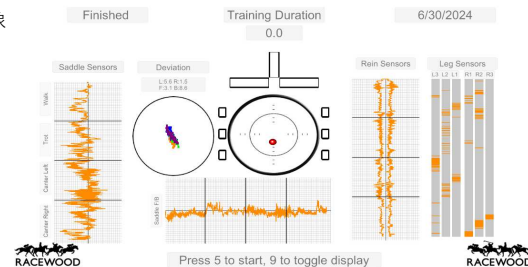 Finished
Training Duration
6/30/2024
0.0
Saddle Sensors
Deviation
Rein Sensors
Leg Sensors
L:5.6 R:1.5
F:3.1 B:8.6
L3 L2 L1 R1 R2 R3
Walk
Trot
Canter Left
Canter Right
Saddle F/B
RACEWOOD
RACEWOOD
Press 5 to start, 9 to toggle display